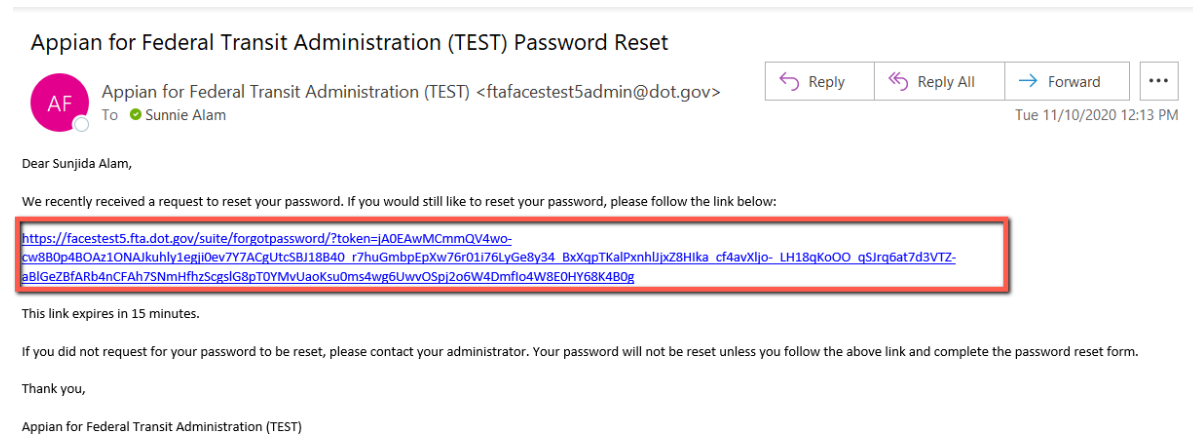 Appian for Federal Transit Administration (TEST) Password Reset
AF
Appian for Federal Transit Administration (TEST) <ftafacestest5admin@dot.gov>
To Sunnie Alam
Reply
Reply All
Forward
...
Tue 11/10/2020 12:13 PM
Dear Sunjida Alam,
We recently received a request to reset your password. If you would still like to reset your password, please follow the link below:
https://facestest5.fta.dot.gov/suite/forgotpassword/?token=jA0EAwMCmmQV4wo-
cw8B0p4BOAz1ONAJkuhly1egji0ev7Y7ACgUtcSBJ18B40_r7huGmbpEpXw76r01i76LyGe8y34_BxXqpTKalPxnhlJjxZ8HIka_cf4avXljo-_LH18qKoOO_qSJrq6at7d3VTZ-
aBlGeZBfARb4nCFAh7SNmHfhzScgslG8pT0YMvUaoKsu0ms4wg6UwvOSpj2o6W4DmfIo4W8E0HY68K4B0g
This link expires in 15 minutes.
If you did not request for your password to be reset, please contact your administrator. Your password will not be reset unless you follow the above link and complete the password reset form.
Thank you,
Appian for Federal Transit Administration (TEST)